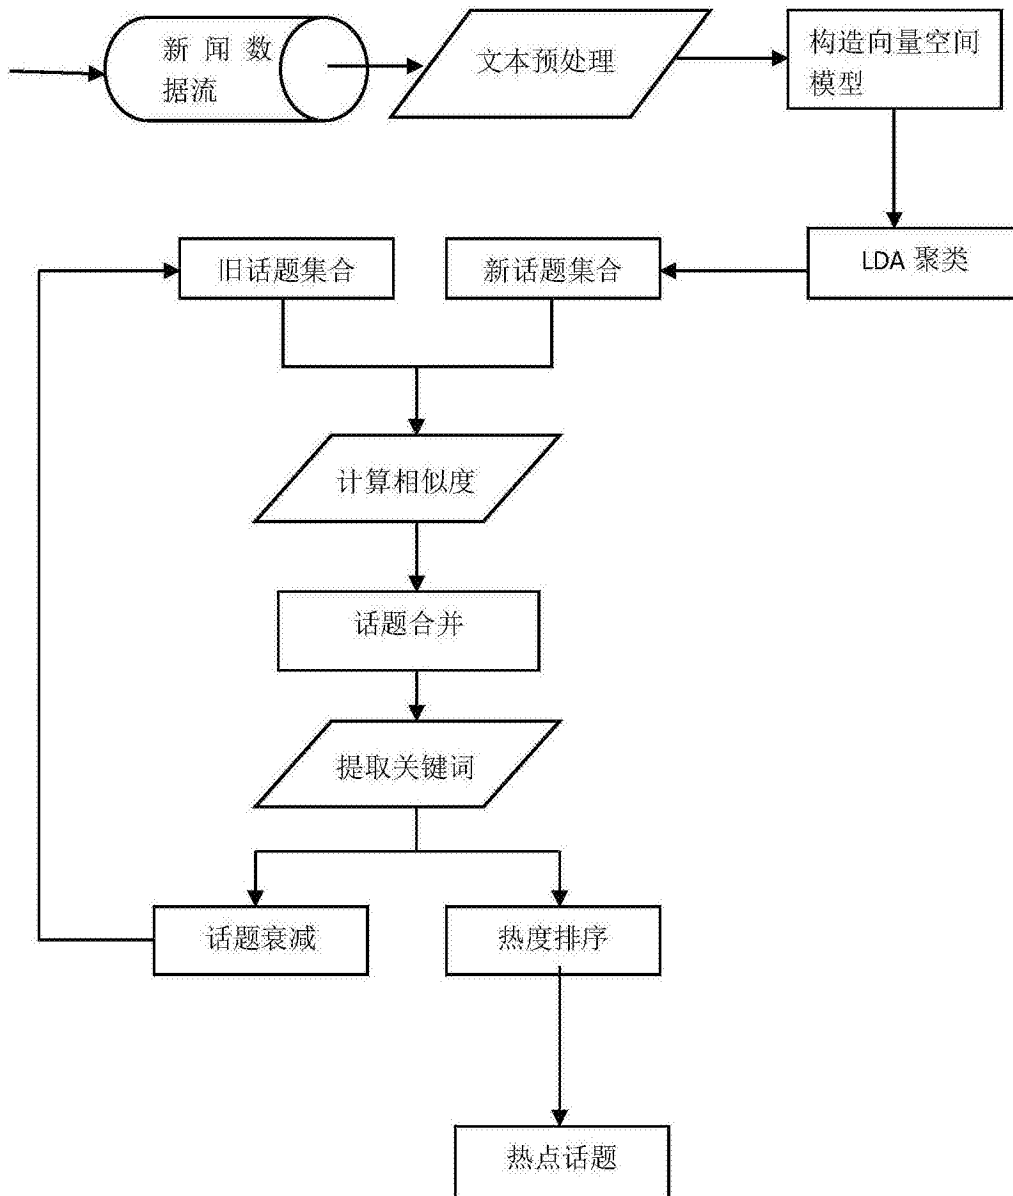 新 闻 数
据流
文本预处理
构造向量空间
模型
旧话题集合
新话题集合
LDA 聚类
计算相似度
话题合并
提取关键词
话题衰减
热度排序
热点话题